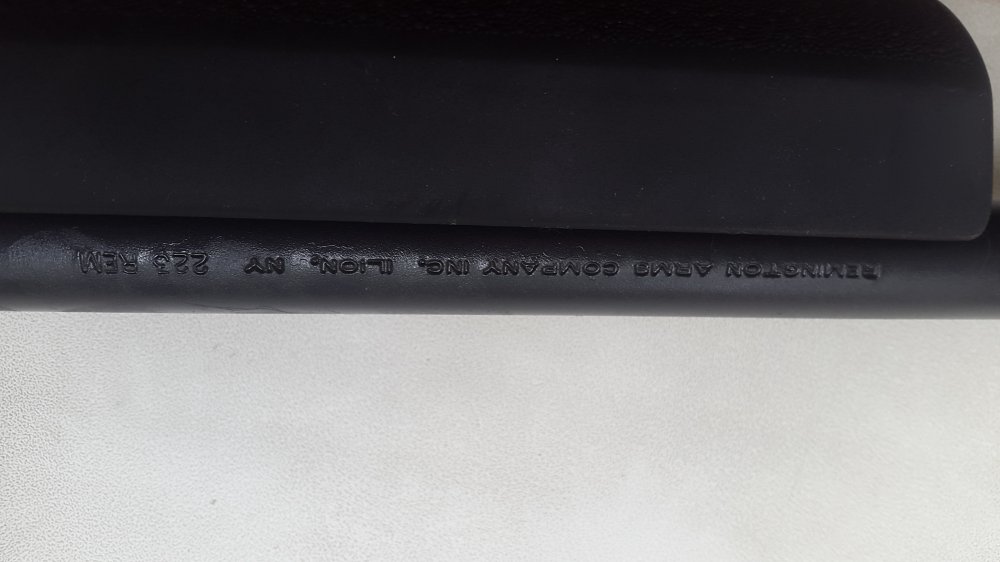 REMINGTON ARMS COMPANY INC. ILION, NY 223 REM